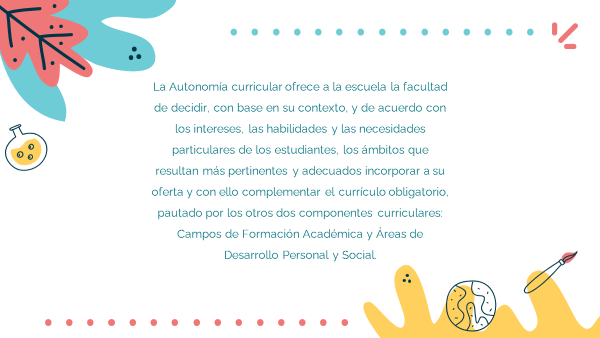 La Autonomía curricular ofrece a la escuela la facultad
de decidir, con base en su contexto, y de acuerdo con
los intereses, las habilidades y las necesidades
particulares de los estudiantes, los ámbitos que
resultan más pertinentes y adecuados incorporar a su
oferta y con ello complementar el currículo obligatorio,
pautado por los otros dos componentes curriculares:
Campos de Formación Académica y Áreas de
Desarrollo Personal y Social.